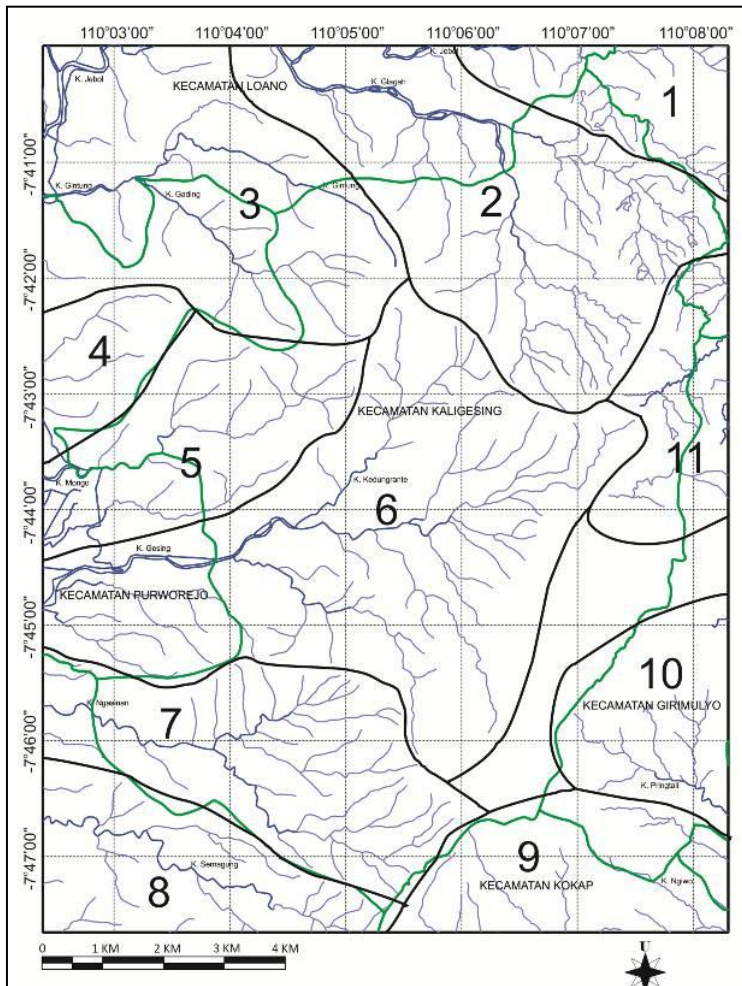 110°03'00" 110°04'00" 110°05'00" 110°06'00" 110°07'00" 110°08'00"
K. Jebol
K. Jebol
KECAMATAN LOANO
K. Glagah
1
-7°41'00"
K. Gintung
K. Gading
3
K. Gintung
2
-7°42'00"
4
-7°43'00"
KECAMATAN KALIGESING
5
11
K. Mongo
K. Kedungrante
-7°44'00"
6
K. Gesing
KECAMATAN PURWOREJO
-7°45'00"
10
K. Ngasinan
7
KECAMATAN GIRIMULYO
-7°46'00"
K. Pringtali
-7°47'00"
8
K. Semagung
9
KECAMATAN KOKAP
K. Ngiwo
0 1 KM 2 KM 3 KM 4 KM
U